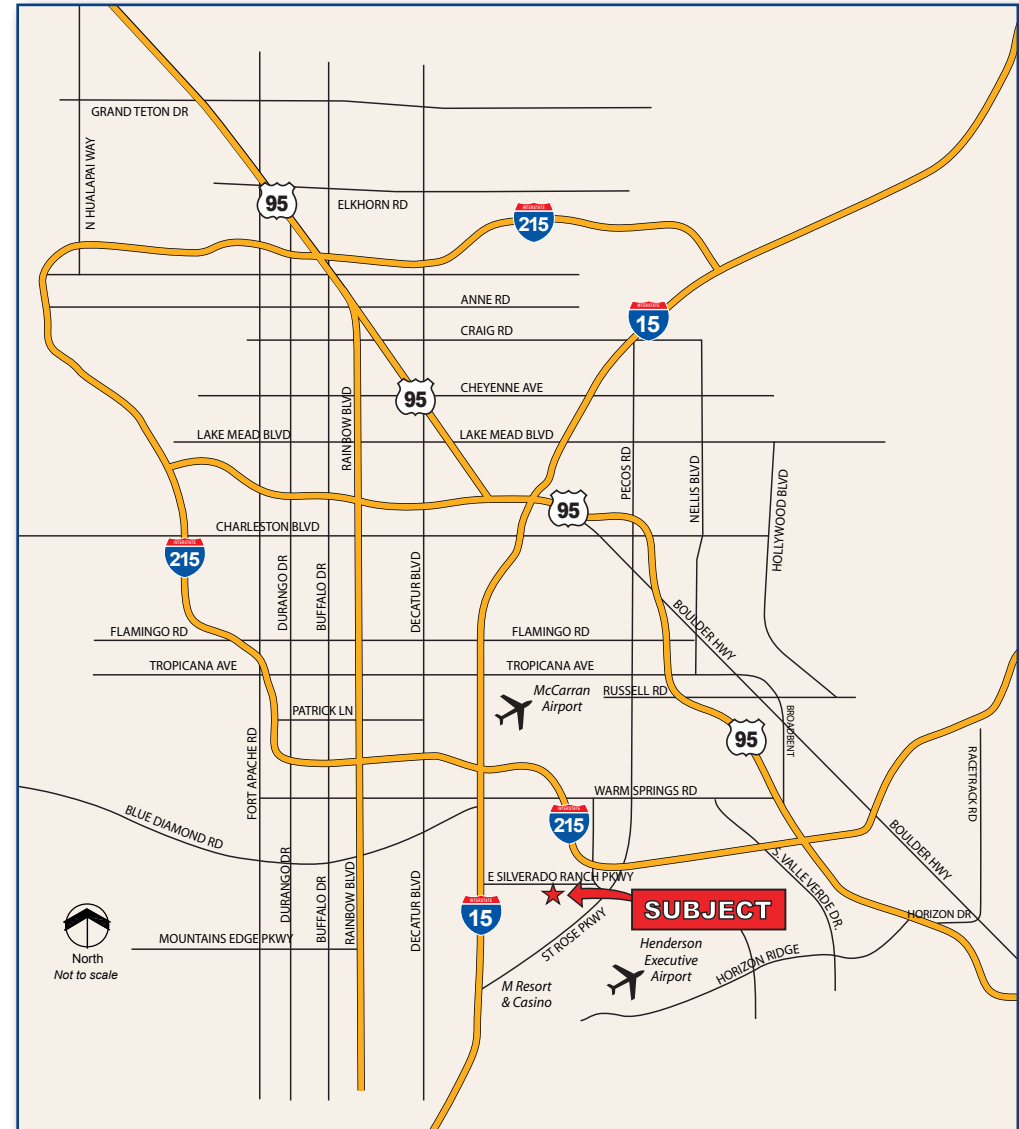 GRAND TETON DR
N HUALAPAI WAY
95
ELKHORN RD
INTERSTATE
215
ANNE RD
INTERSTATE
15
CRAIG RD
CHEYENNE AVE
95
RAINBOW BLVD
LAKE MEAD BLVD
LAKE MEAD BLVD
PECOS RD
NELLIS BLVD
HOLLYWOOD BLVD
95
CHARLESTON BLVD
INTERSTATE
215
DURANGO DR
BUFFALO DR
DECATUR BLVD
BOULDER HWY
FLAMINGO RD
FLAMINGO RD
TROPICANA AVE
TROPICANA AVE
McCarran
Airport
RUSSELL RD
PATRICK LN
BROADBENT
95
FORT APACHE RD
RACETRACK RD
WARM SPRINGS RD
BLUE DIAMOND RD
INTERSTATE
215
BOULDER HWY
S. VALLE VERDE DR.
E SILVERADO RANCH PKWY
DURANGO DR
BUFFALO DR
RAINBOW BLVD
DECATUR BLVD
INTERSTATE
15
SUBJECT
HORIZON DR
ST ROSE PKWY
MOUNTAINS EDGE PKWY
North
Not to scale
Henderson
Executive
Airport
HORIZON RIDGE
M Resort
& Casino